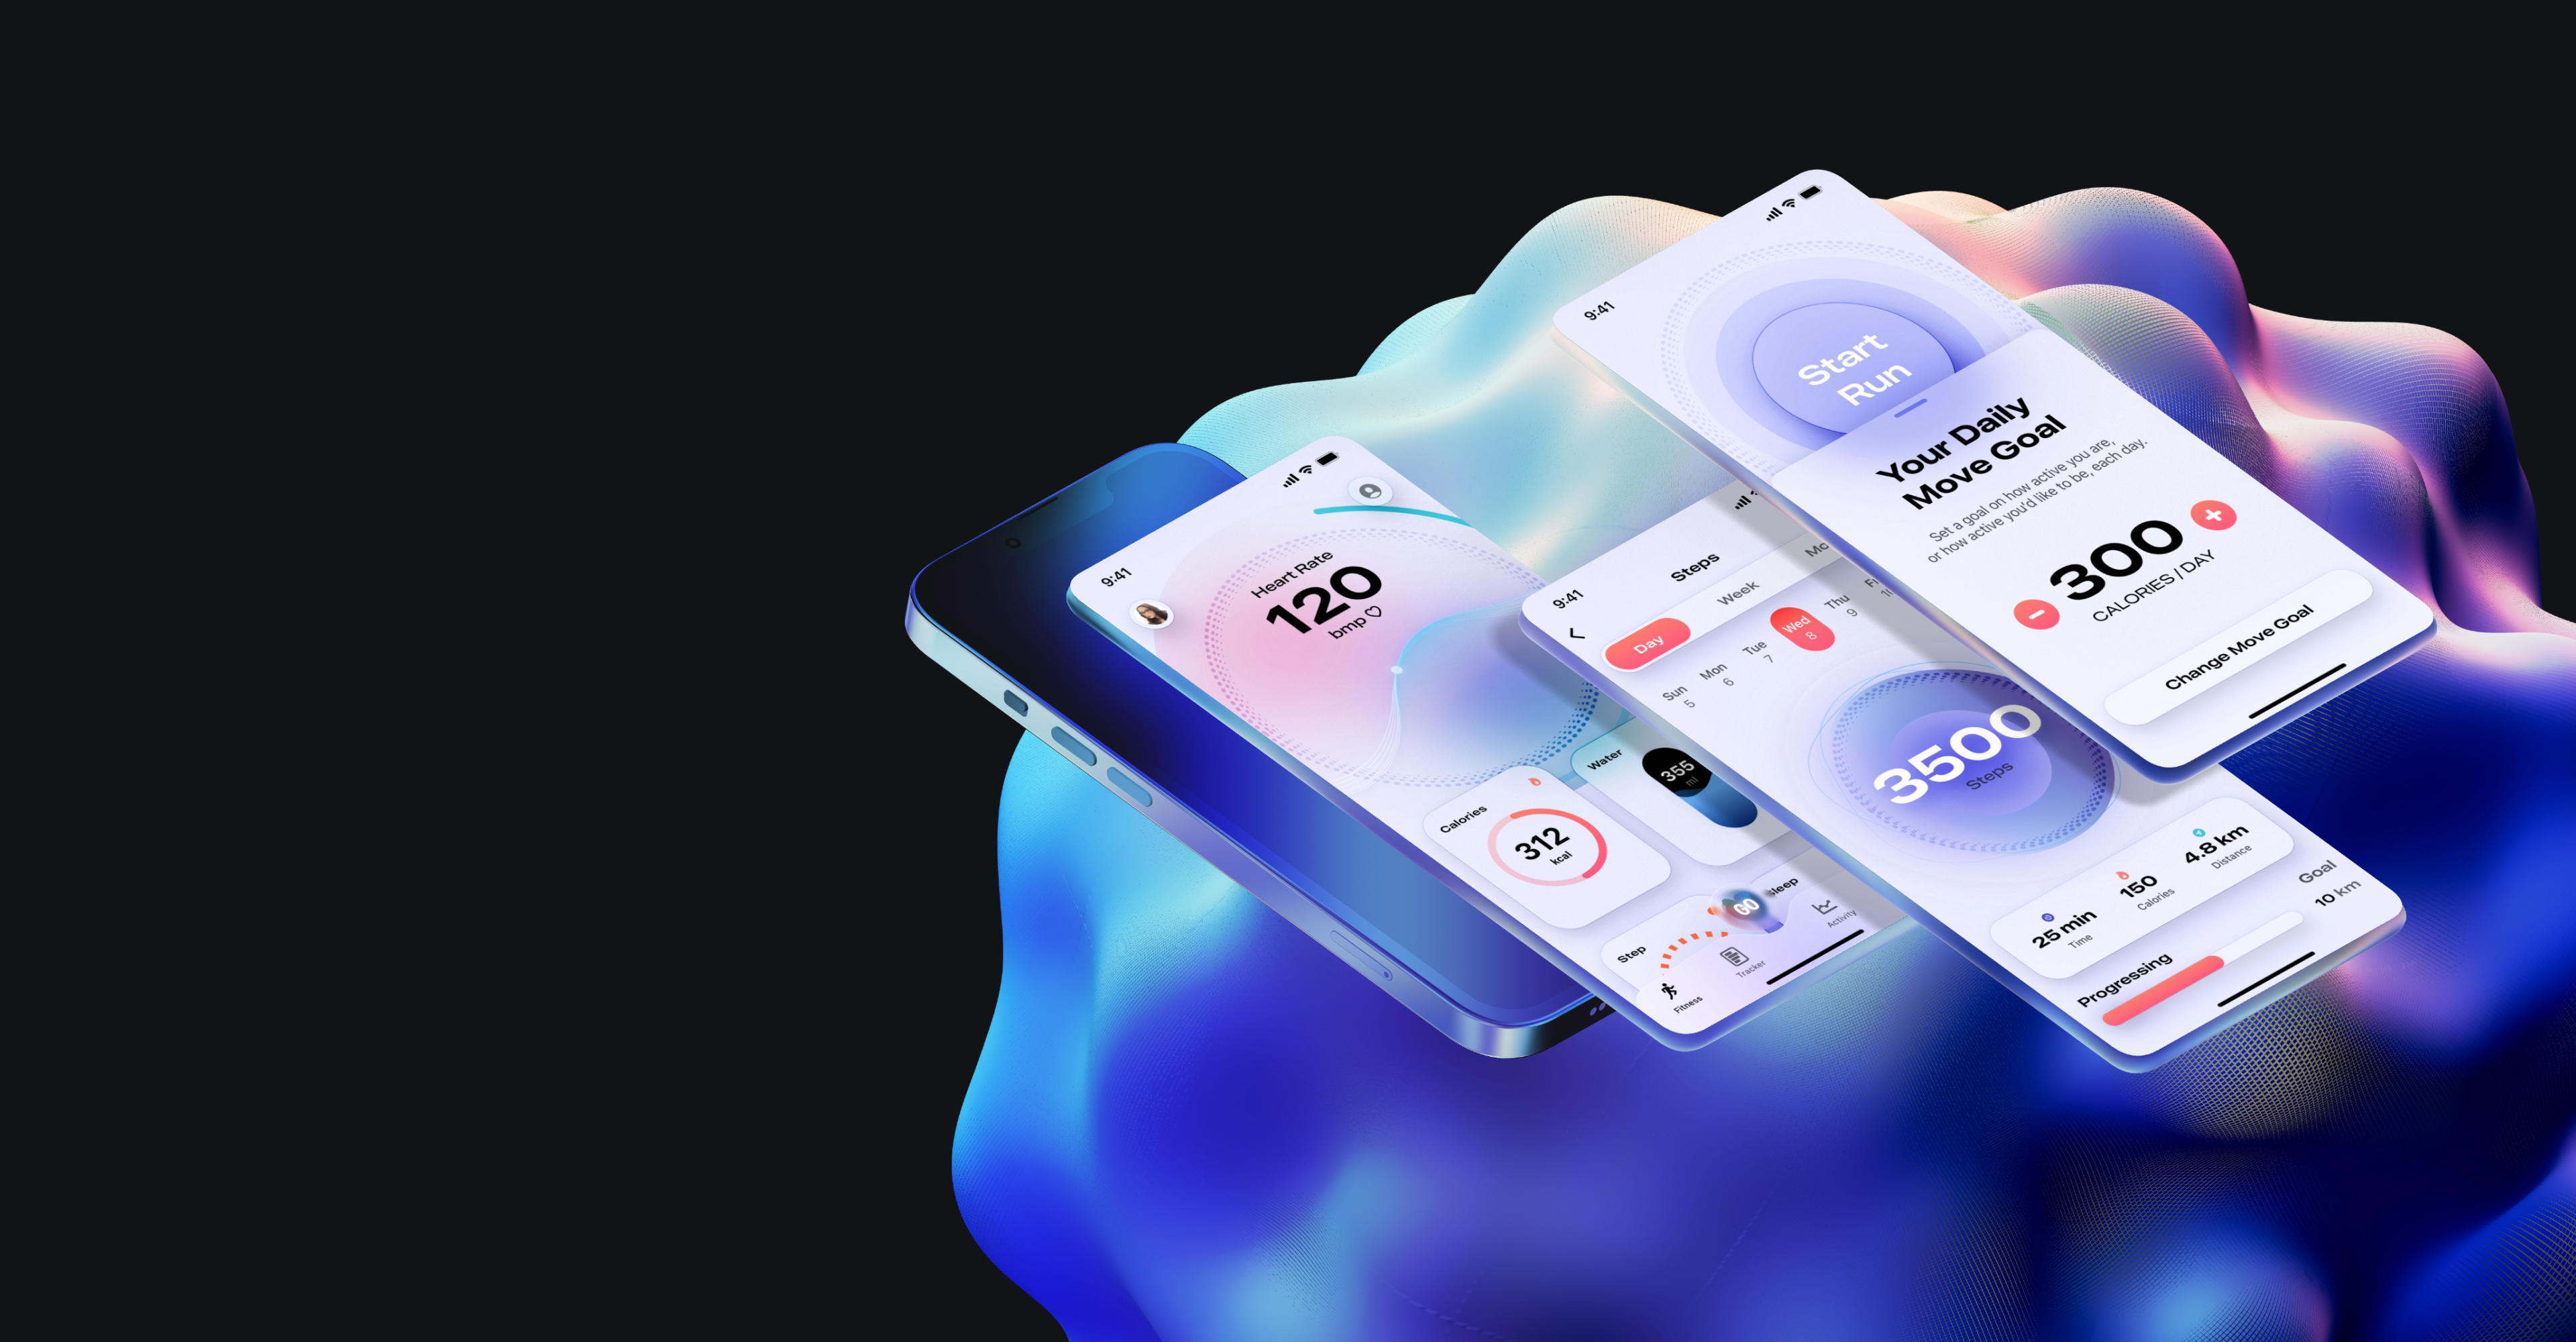 9:41
Heart Rate
120
bmp
Calories
312
kcal
Water
355
ml
Step
GO
Fitness
Tracker
Activity
9:41
Steps
Day
Week
Sun
5
Mon
6
Tue
7
Wed
8
Thu
9
3500
Steps
25 min
Time
150
Calories
4.8 km
Distance
Progressing
Goal
10 km
9:41
Start
Run
Your Daily
Move Goal
Set a goal on how active you are,
or how active you'd like to be, each day.
300
CALORIES / DAY
Change Move Goal